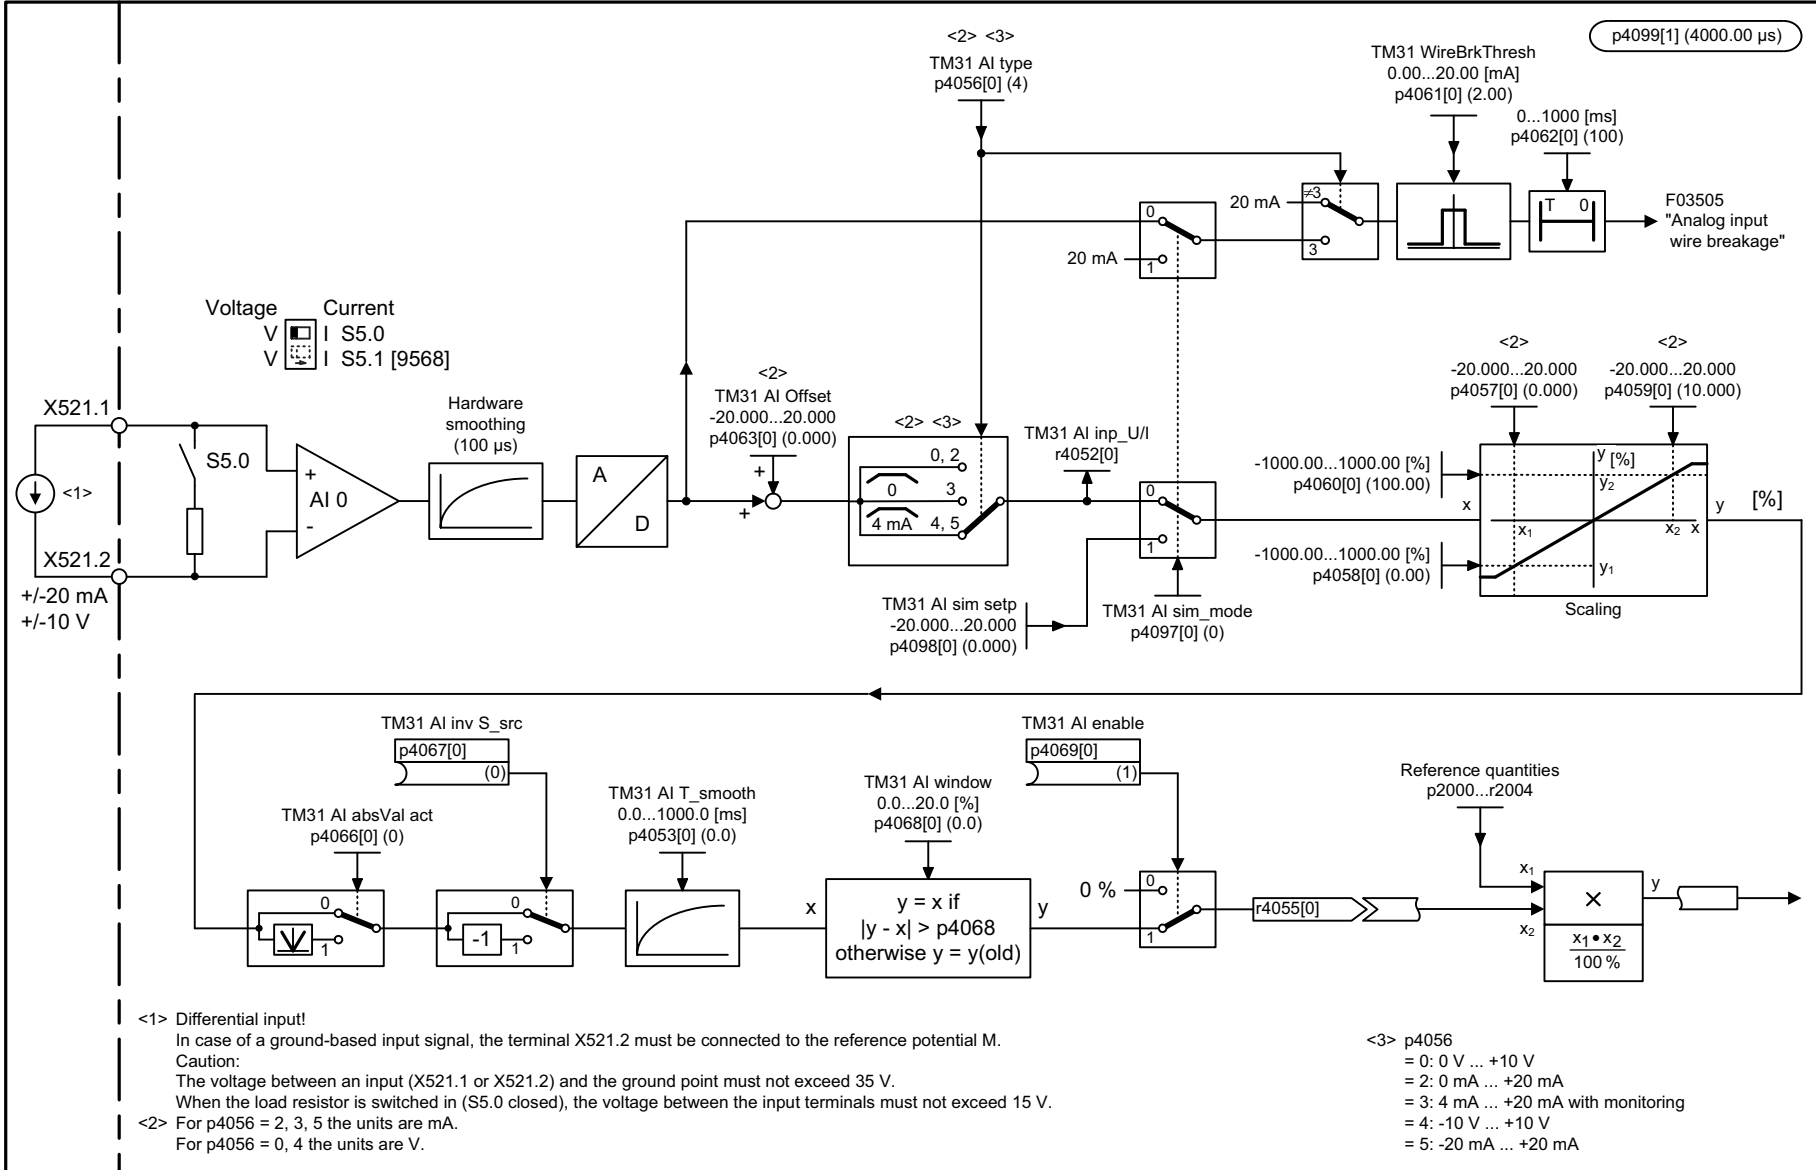 p4099[1] (4000.00 µs)
<2> <3>
TM31 AI type
p4056[0] (4)
TM31 WireBrkThresh
0.00...20.00 [mA]
p4061[0] (2.00)
0...1000 [ms]
p4062[0] (100)
≠3
20 mA
3
T 0
F03505
"Analog input
wire breakage"
0
20 mA
1
Voltage Current
V I S5.0
V I S5.1 [9568]
X521.1
S5.0
<1>
X521.2
+/-20 mA
+/-10 V
+
AI 0
-
Hardware
smoothing
(100 µs)
A
D
<2>
TM31 AI Offset
-20.000...20.000
p4063[0] (0.000)
+
+
<2> <3>
0, 2
0 3
4 mA 4, 5
TM31 AI inp_U/I
r4052[0]
0
1
TM31 AI sim setp
-20.000...20.000
p4098[0] (0.000)
TM31 AI sim_mode
p4097[0] (0)
<2>
-20.000...20.000
p4057[0] (0.000)
<2>
-20.000...20.000
p4059[0] (10.000)
-1000.00...1000.00 [%]
p4060[0] (100.00)
x
-1000.00...1000.00 [%]
p4058[0] (0.00)
y [%]
y2
x1
x2 x
y1
y [%]
Scaling
TM31 AI inv S_src
p4067[0]
(0)
TM31 AI absVal act
p4066[0] (0)
0
1
0
-1
1
TM31 AI T_smooth
0.0...1000.0 [ms]
p4053[0] (0.0)
TM31 AI window
0.0...20.0 [%]
p4068[0] (0.0)
x
y = x if
|y - x| > p4068
otherwise y = y(old)
y
TM31 AI enable
p4069[0]
(1)
0 %
0
1
r4055[0]
Reference quantities
p2000...r2004
x1
x2
×
x1 • x2
100 %
y
<1> Differential input!
In case of a ground-based input signal, the terminal X521.2 must be connected to the reference potential M.
Caution:
The voltage between an input (X521.1 or X521.2) and the ground point must not exceed 35 V.
When the load resistor is switched in (S5.0 closed), the voltage between the input terminals must not exceed 15 V.
<2> For p4056 = 2, 3, 5 the units are mA.
For p4056 = 0, 4 the units are V.
<3> p4056
= 0: 0 V ... +10 V
= 2: 0 mA ... +20 mA
= 3: 4 mA ... +20 mA with monitoring
= 4: -10 V ... +10 V
= 5: -20 mA ... +20 mA